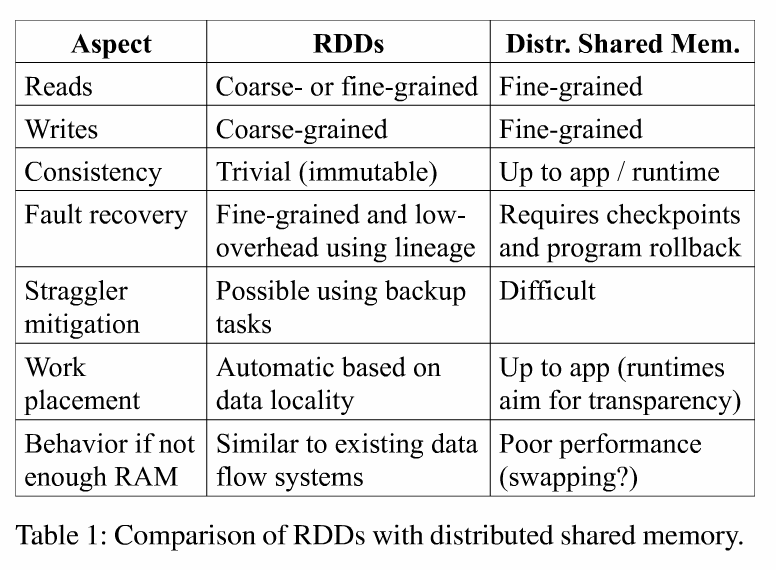 Aspect RDDs Distr. Shared Mem.
Reads Coarse- or fine-grained Fine-grained
Writes Coarse-grained Fine-grained
Consistency Trivial (immutable) Up to app / runtime
Fault recovery Fine-grained and low- Requires checkpoints
overhead using lineage and program rollback
Straggler Possible using backup Difficult
mitigation tasks
Work Automatic based on Up to app (runtimes
placement data locality aim for transparency)
Behavior if not Similar to existing data Poor performance
enough RAM flow systems (swapping?)
Table 1: Comparison of RDDs with distributed shared memory.